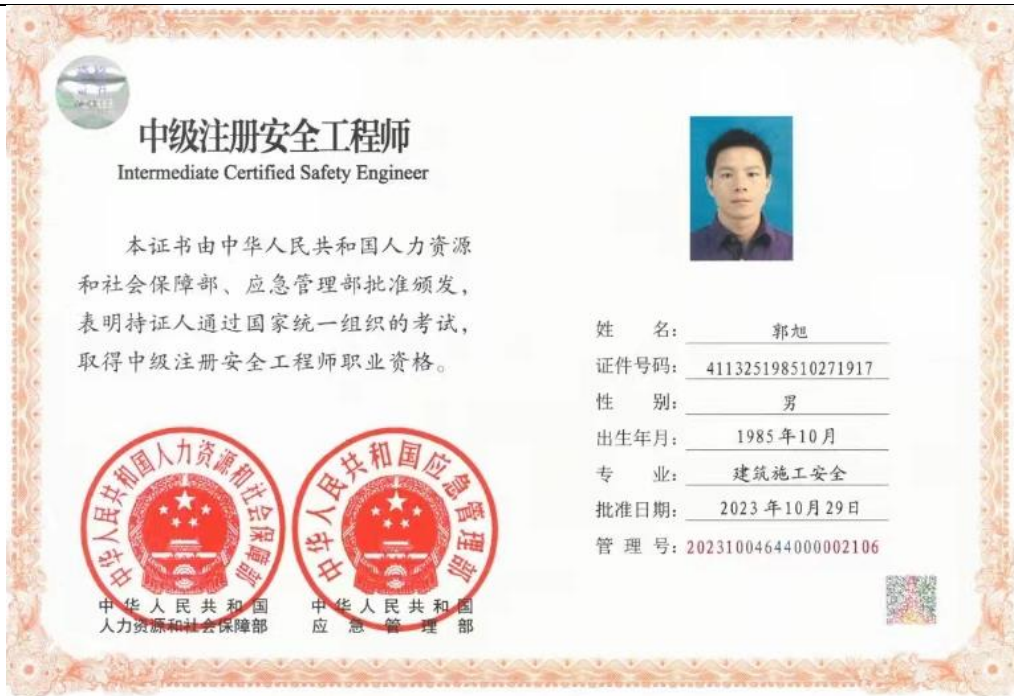 中级注册安全工程师
Intermediate Certified Safety Engineer
本证书由中华人民共和国人力资源
和社会保障部、应急管理部批准颁发，
表明持证人通过国家统一组织的考试，
取得中级注册安全工程师职业资格。
中华人民共和国人力资源和社会保障部
中华人民共和国应急管理部
中华人民共和国
人力资源和社会保障部
中华人民共和国
应急管理部
姓 名： 郭旭
证件号码： 411325198510271917
性 别： 男
出生年月： 1985年10月
专 业： 建筑施工安全
批准日期： 2023年10月29日
管 理 号： 20231004644000002106